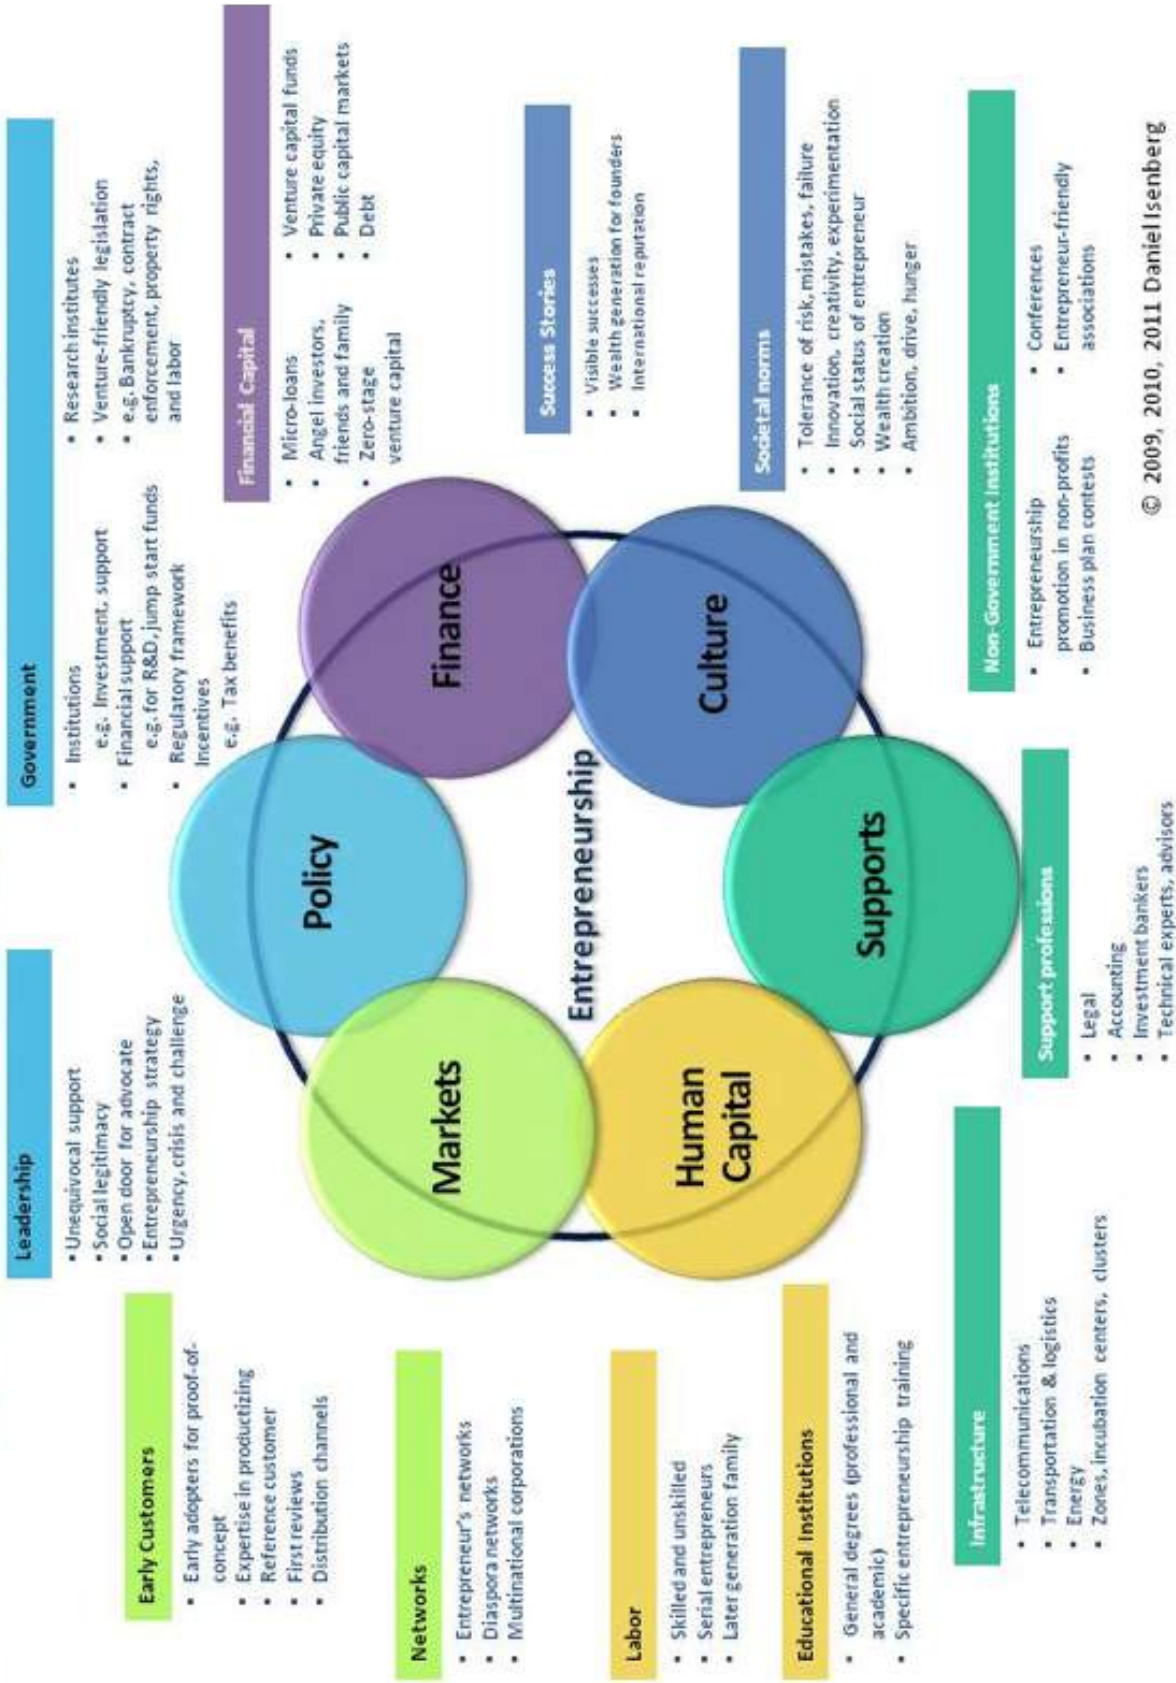 Leadership
▪ Unequivocal support
▪ Social legitimacy
▪ Open door for advocate
▪ Entrepreneurship strategy
▪ Urgency, crisis and challenge
Government
▪ Institutions
e.g. Investment, support
▪ Financial support
e.g. for R&D, jump start funds
▪ Regulatory framework
Incentives
e.g. Tax benefits
▪ Research institutes
▪ Venture-friendly legislation
▪ e.g. Bankruptcy, contract
enforcement, property rights,
and labor
Early Customers
▪ Early adopters for proof-of-
concept
▪ Expertise in productizing
▪ Reference customer
▪ First reviews
▪ Distribution channels
Financial Capital
▪ Micro-loans
▪ Angel investors,
friends and family
▪ Zero-stage
venture capital
▪ Venture capital funds
▪ Private equity
▪ Public capital markets
▪ Debt
Policy
Markets
Finance
Networks
▪ Entrepreneur's networks
▪ Diaspora networks
▪ Multinational corporations
Success Stories
▪ Visible successes
▪ Wealth generation for founders
▪ International reputation
Entrepreneurship
Labor
▪ Skilled and unskilled
▪ Serial entrepreneurs
▪ Later generation family
Human
Capital
Culture
Societal norms
▪ Tolerance of risk, mistakes, failure
▪ Innovation, creativity, experimentation
▪ Social status of entrepreneur
▪ Wealth creation
▪ Ambition, drive, hunger
Educational Institutions
▪ General degrees (professional and
academic)
▪ Specific entrepreneurship training
Supports
Infrastructure
▪ Telecommunications
▪ Transportation & logistics
▪ Energy
▪ Zones, incubation centers, clusters
Support professions
▪ Legal
▪ Accounting
▪ Investment bankers
▪ Technical experts, advisors
Non-Government Institutions
▪ Entrepreneurship
promotion in non-profits
▪ Business plan contests
▪ Conferences
▪ Entrepreneur-friendly
associations
© 2009, 2010, 2011 Daniel Isenberg